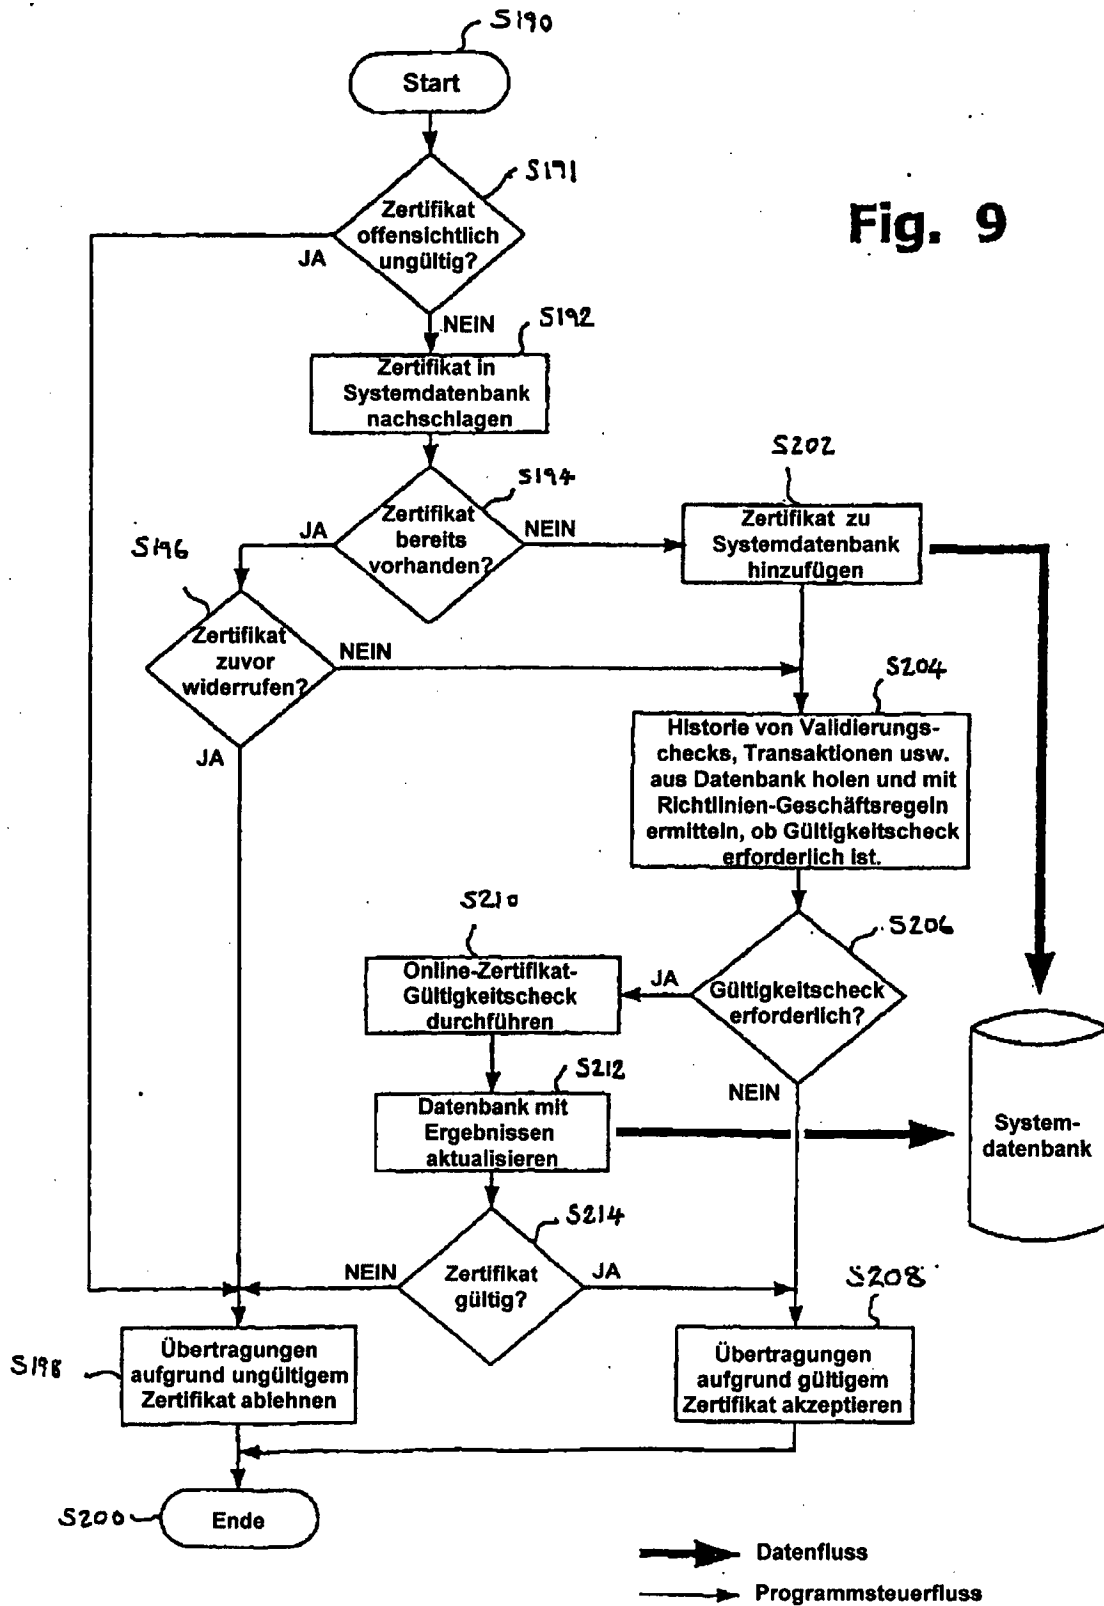 S190
Start
S191
Fig. 9
Zertifikat
offensichtlich
ungültig?
JA
NEIN
S192
Zertifikat in
Systemdatenbank
nachschlagen
S202
S194
Zertifikat
bereits
vorhanden?
JA
NEIN
Zertifikat zu
Systemdatenbank
hinzufügen
S196
Zertifikat
zuvor
widerrufen?
NEIN
JA
S204
Historie von Validierungs-
checks, Transaktionen usw.
aus Datenbank holen und mit
Richtlinien-Geschäftsregeln
ermitteln, ob Gültigkeitscheck
erforderlich ist.
S210
S206
Online-Zertifikat-
Gültigkeitscheck
durchführen
JA
Gültigkeitscheck
erforderlich?
NEIN
S212
Datenbank mit
Ergebnissen
aktualisieren
System-
datenbank
S214
NEIN
Zertifikat
gültig?
JA
S208
S198
Übertragungen
aufgrund ungültigem
Zertifikat ablehnen
Übertragungen
aufgrund gültigem
Zertifikat akzeptieren
S200
Ende
Datenfluss
Programmsteuerfluss